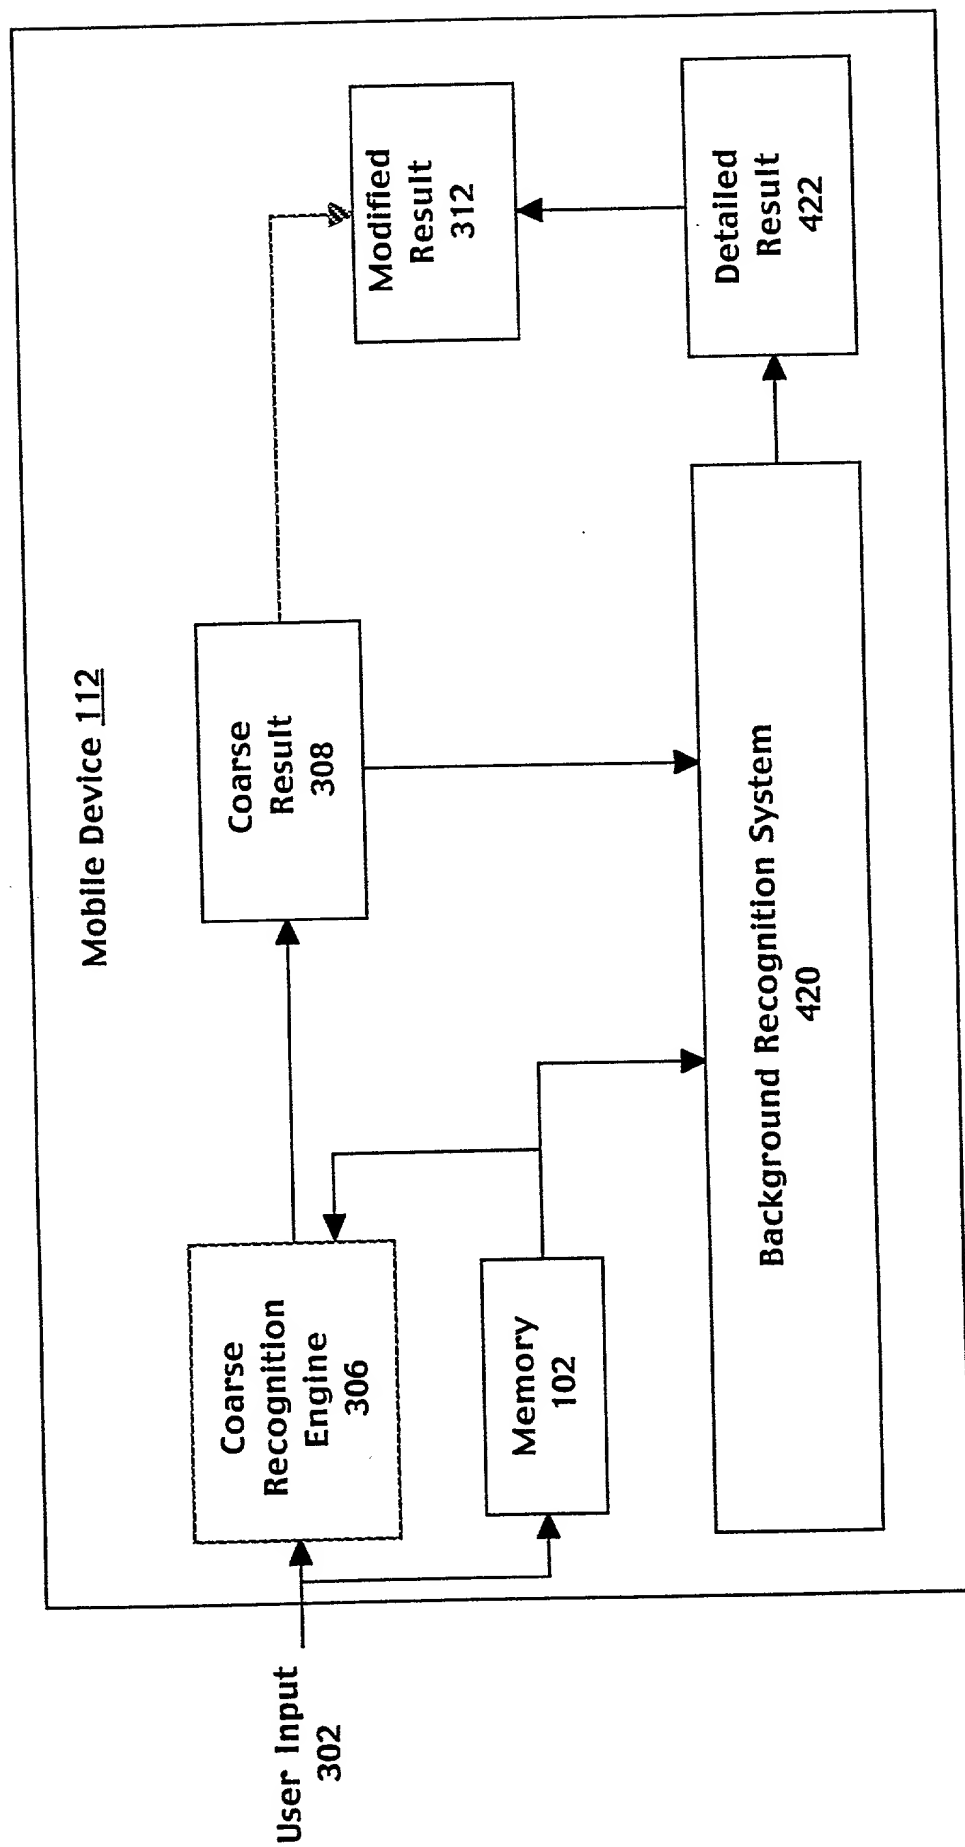 Mobile Device 112
User Input
302
Coarse
Recognition
Engine
306
Coarse
Result
308
Modified
Result
312
Memory
102
Background Recognition System
420
Detailed
Result
422